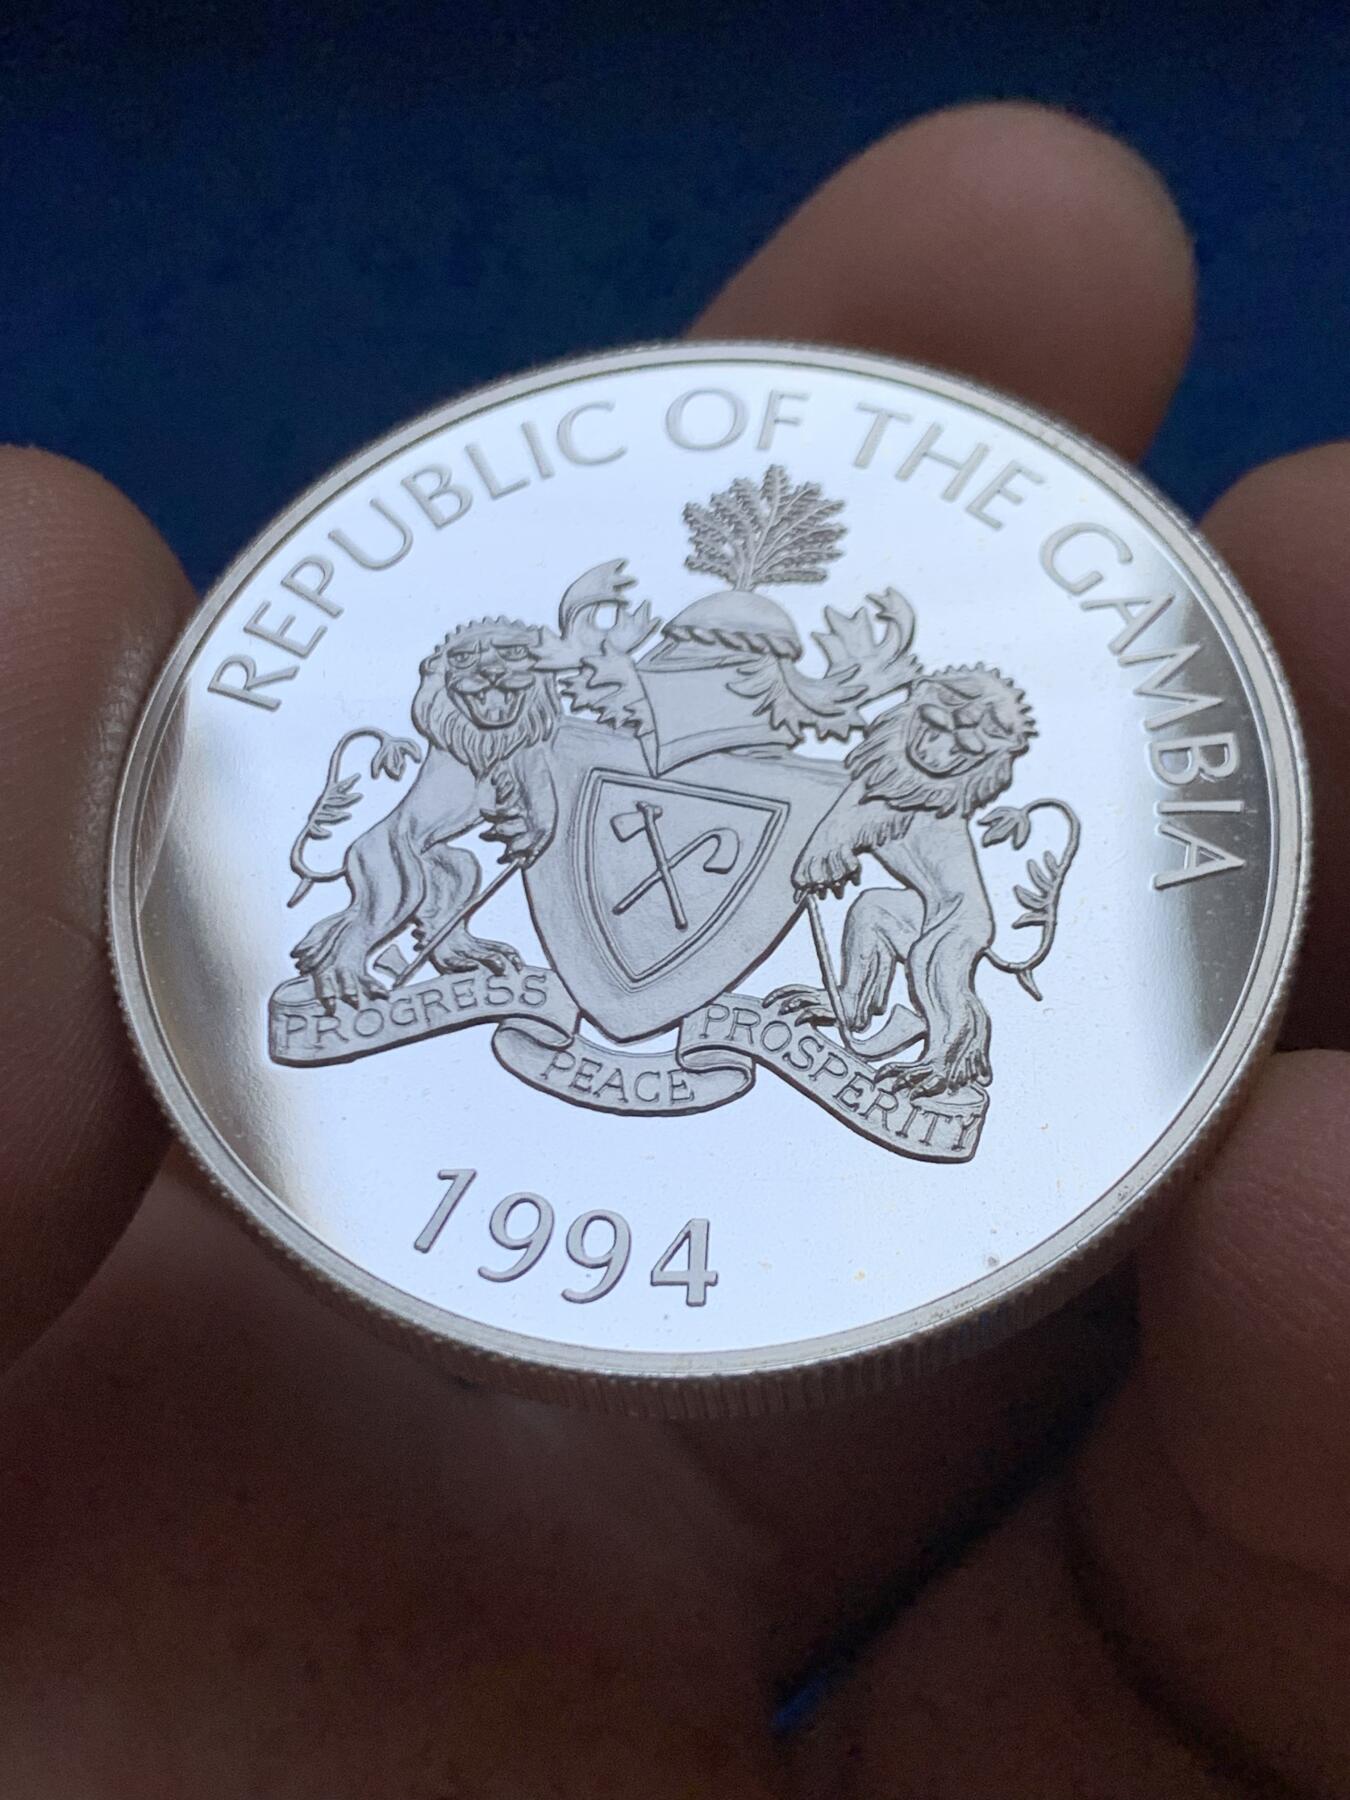 REPUBLIC OF THE GAMBIA
PROGRESS
PEACE
PROSPERITY
1994